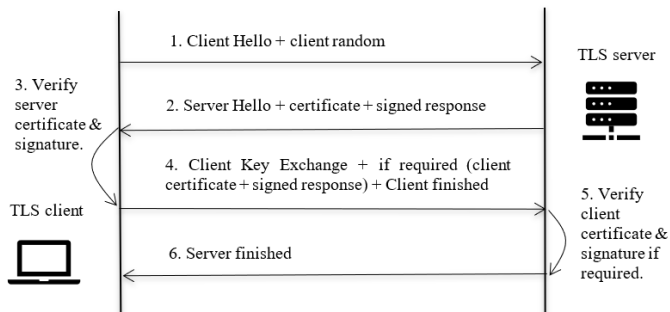 1. Client Hello + client random
TLS server
3. Verify
server
certificate &
signature.
2. Server Hello + certificate + signed response
4. Client Key Exchange + if required (client
certificate + signed response) + Client finished
TLS client
5. Verify
client
certificate &
signature if
required.
6. Server finished